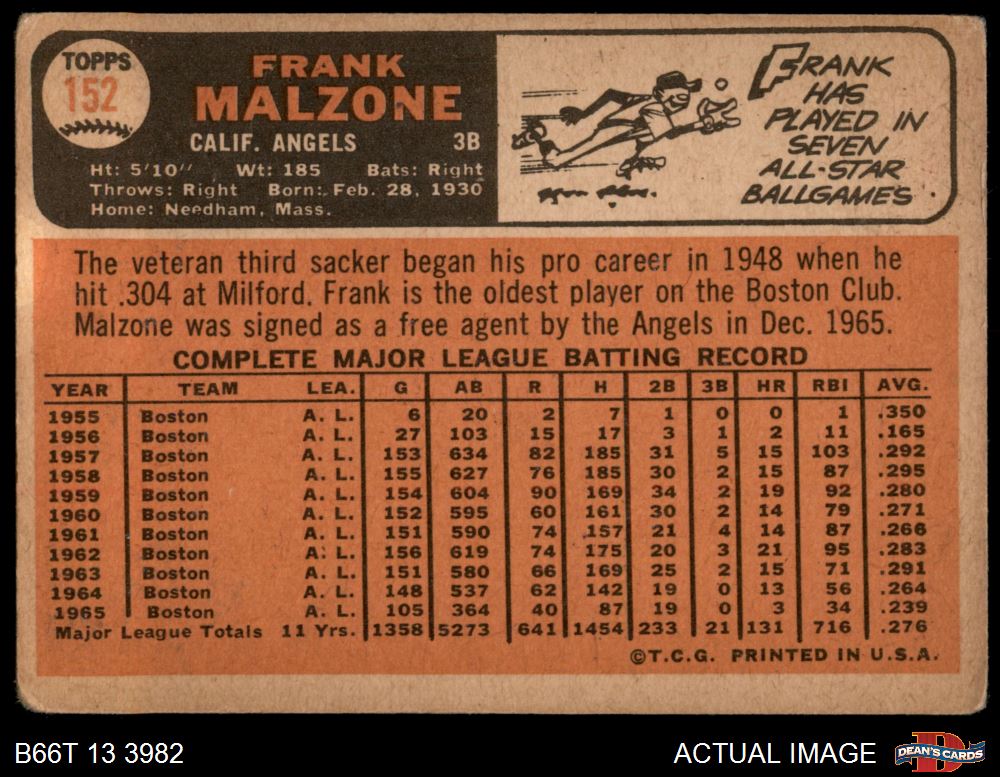 TOPPS
152
FRANK
MALZONE
CALIF. ANGELS 3B
Ht: 5'10" Wt: 185 Bats: Right
Throws: Right Born: Feb. 28, 1930
Home: Needham, Mass.
FRANK
HAS
PLAYED IN
SEVEN
ALL-STAR
BALLGAMES
The veteran third sacker began his pro career in 1948 when he
hit .304 at Milford. Frank is the oldest player on the Boston Club.
Malzone was signed as a free agent by the Angels in Dec. 1965.
COMPLETE MAJOR LEAGUE BATTING RECORD
YEAR TEAM LEA. G AB R H 2B 3B HR RBI AVG.
1955 Boston A. L. 6 20 2 7 1 0 0 1 .350
1956 Boston A. L. 27 103 15 17 3 1 2 11 .165
1957 Boston A. L. 153 634 82 185 31 5 15 103 .292
1958 Boston A. L. 155 627 76 185 30 2 15 87 .295
1959 Boston A. L. 154 604 90 169 34 2 19 92 .280
1960 Boston A. L. 152 595 60 161 30 2 14 79 .271
1961 Boston A. L. 151 590 74 157 21 4 14 87 .266
1962 Boston A. L. 156 619 74 175 20 3 21 95 .283
1963 Boston A. L. 151 580 66 169 25 2 15 71 .291
1964 Boston A. L. 148 537 62 142 19 0 13 56 .264
1965 Boston A. L. 105 364 40 87 19 0 3 34 .239
Major League Totals 11 Yrs. 1358 5273 641 1454 233 21 131 716 .276
©T.C.G. PRINTED IN U.S.A.
B66T 13 3982 ACTUAL IMAGE DEAN'S CARDS